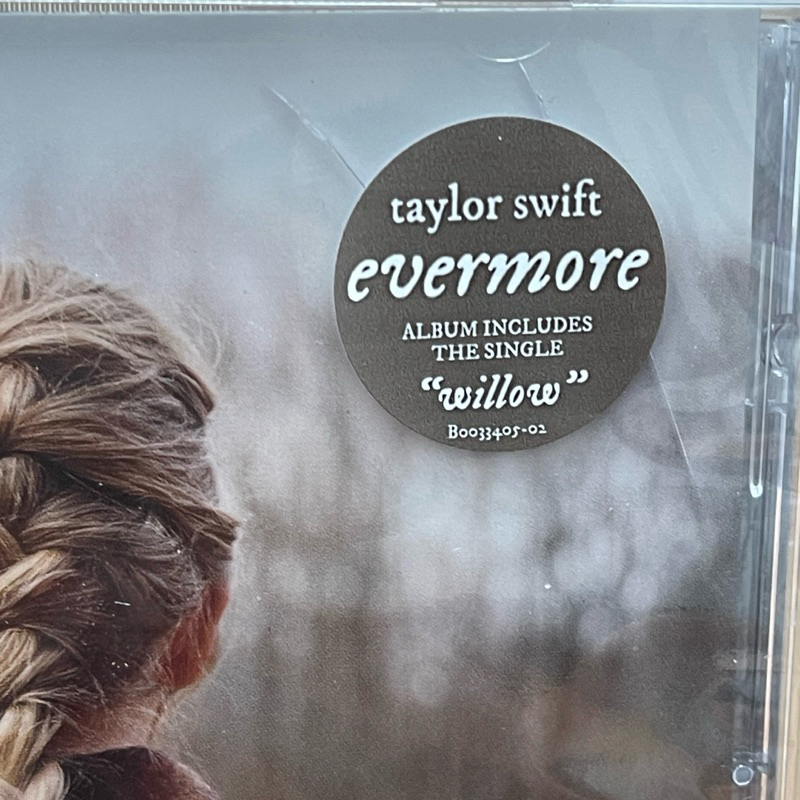 taylor swift
evermore
ALBUM INCLUDES
THE SINGLE
“willow”
B0033405-02